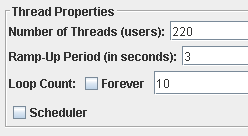 Thread Properties
Number of Threads (users): 220
Ramp-Up Period (in seconds): 3
Loop Count: Forever 10
Scheduler